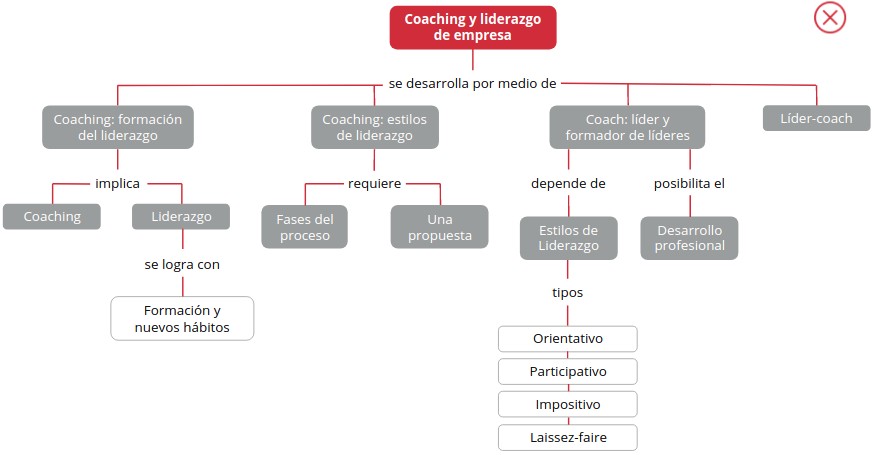 Coaching y liderazgo
de empresa
se desarrolla por medio de
Coaching: formación
del liderazgo
Coaching: estilos
de liderazgo
Coach: líder y
formador de líderes
Líder-coach
implica
requiere
depende de
posibilita el
Coaching
Liderazgo
Fases del
proceso
Una
propuesta
Estilos de
Liderazgo
Desarrollo
profesional
se logra con
tipos
Formación y
nuevos hábitos
Orientativo
Participativo
Impositivo
Laissez-faire